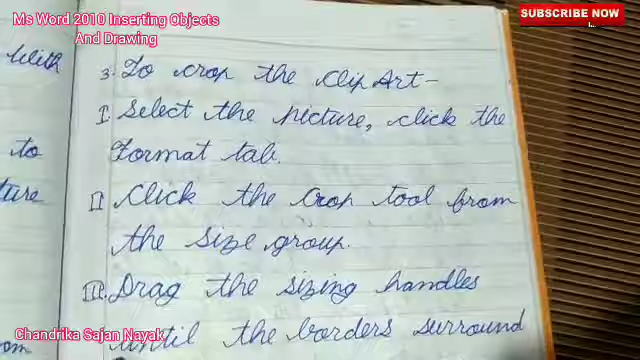 Ms Word 2010 Inserting Objects
And Drawing
SUBSCRIBE NOW
With
to
3. To crop the Clip Art-
I. Select the picture, click the
Format tab.
II. Click the Crop tool from
the size group.
III. Drag the sizing handles
until the borders surround
Chandrika Sajan Nayak